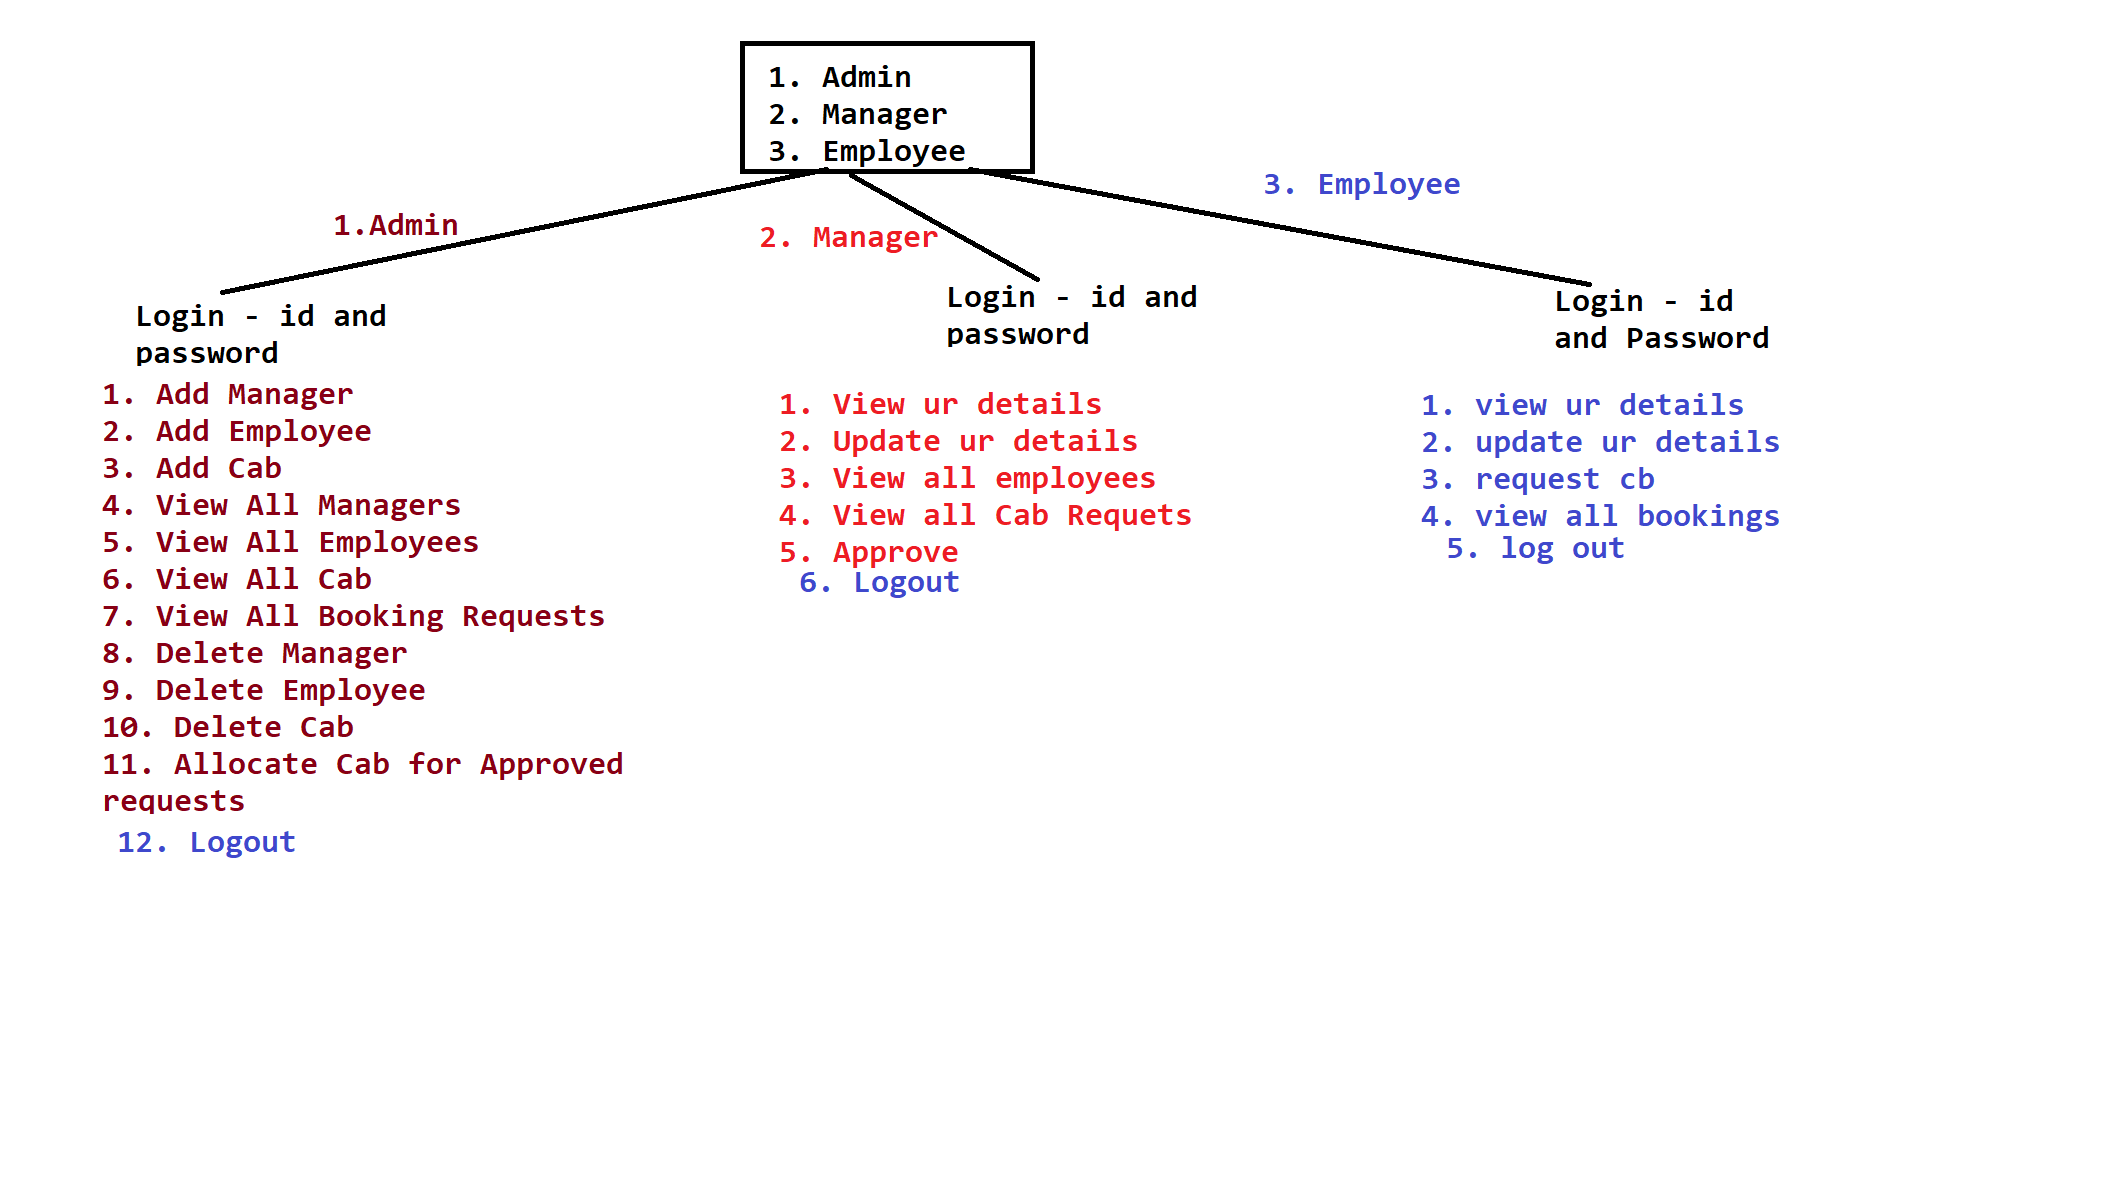 1. Admin
2. Manager
3. Employee
1.Admin
2. Manager
3. Employee
Login - id and
password
1. Add Manager
2. Add Employee
3. Add Cab
4. View All Managers
5. View All Employees
6. View All Cab
7. View All Booking Requests
8. Delete Manager
9. Delete Employee
10. Delete Cab
11. Allocate Cab for Approved
requests
12. Logout
Login - id and
password
1. View ur details
2. Update ur details
3. View all employees
4. View all Cab Requets
5. Approve
6. Logout
Login - id
and Password
1. view ur details
2. update ur details
3. request cb
4. view all bookings
5. log out